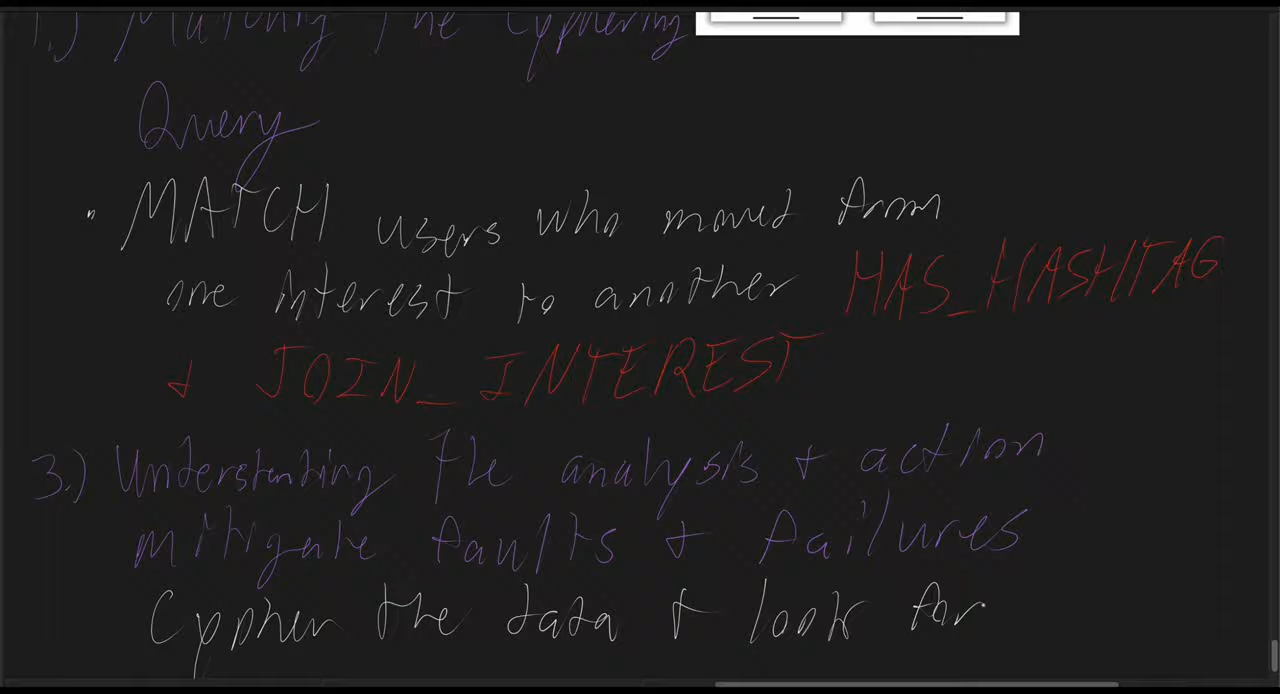 1.) Matching The Cyphering
Query
" MATCH users who moved from
one interest to another HAS_HASHTAG
+ JOIN_INTEREST
3.) Understanding The analysis + action
mitigate faults + failures
Cypher the data + look for